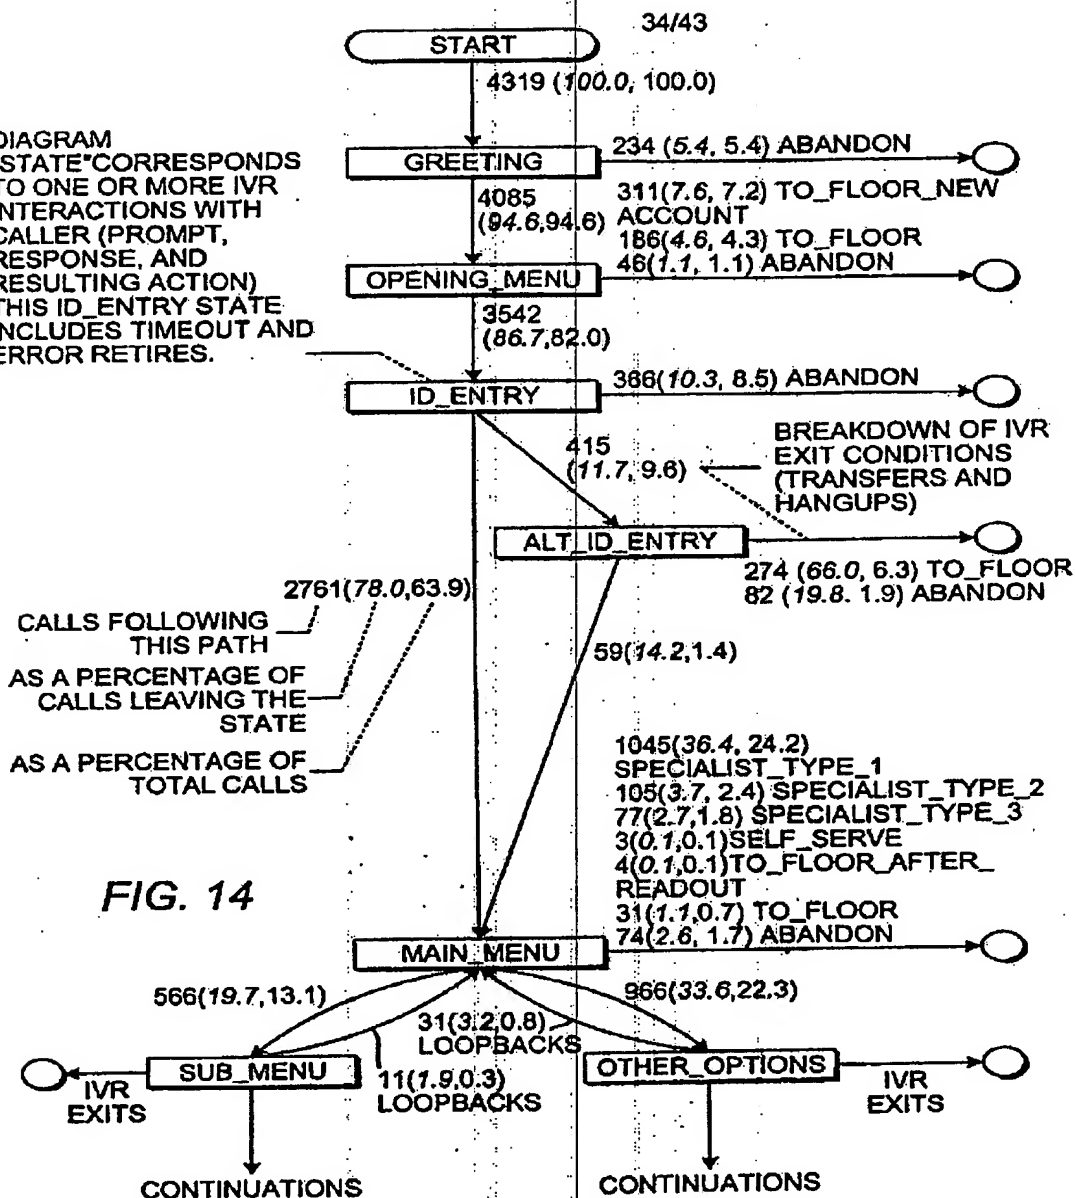 34/43
START
4319 (100.0, 100.0)
DIAGRAM
"STATE"CORRESPONDS
TO ONE OR MORE IVR
INTERACTIONS WITH
CALLER (PROMPT,
RESPONSE, AND
RESULTING ACTION)
THIS ID_ENTRY STATE
INCLUDES TIMEOUT AND
ERROR RETIRES.
GREETING
234 (5.4, 5.4) ABANDON
4085
(94.6,94.6)
311(7.6, 7.2) TO_FLOOR_NEW
ACCOUNT
186(4.6, 4.3) TO_FLOOR
46(1.1, 1.1) ABANDON
OPENING_MENU
3542
(86.7,82.0)
ID_ENTRY
366(10.3, 8.5) ABANDON
415
(11.7, 9.6)
BREAKDOWN OF IVR
EXIT CONDITIONS
(TRANSFERS AND
HANGUPS)
ALT_ID_ENTRY
274 (66.0, 6.3) TO_FLOOR
82 (19.8. 1.9) ABANDON
2761(78.0,63.9)
CALLS FOLLOWING
THIS PATH
AS A PERCENTAGE OF
CALLS LEAVING THE
STATE
AS A PERCENTAGE OF
TOTAL CALLS
59(14.2,1.4)
1045(36.4, 24.2)
SPECIALIST_TYPE_1
105(3.7, 2.4) SPECIALIST_TYPE_2
77(2.7,1.8) SPECIALIST_TYPE_3
3(0.1,0.1)SELF_SERVE
4(0.1,0.1)TO_FLOOR_AFTER_
READOUT
31(1.1,0.7) TO_FLOOR
74(2.6, 1.7) ABANDON
FIG. 14
MAIN_MENU
566(19.7,13.1)
966(33.6,22.3)
31(3.2,0.8)
LOOPBACKS
SUB_MENU
11(1.9,0.3)
LOOPBACKS
OTHER_OPTIONS
IVR
EXITS
IVR
EXITS
CONTINUATIONS
CONTINUATIONS